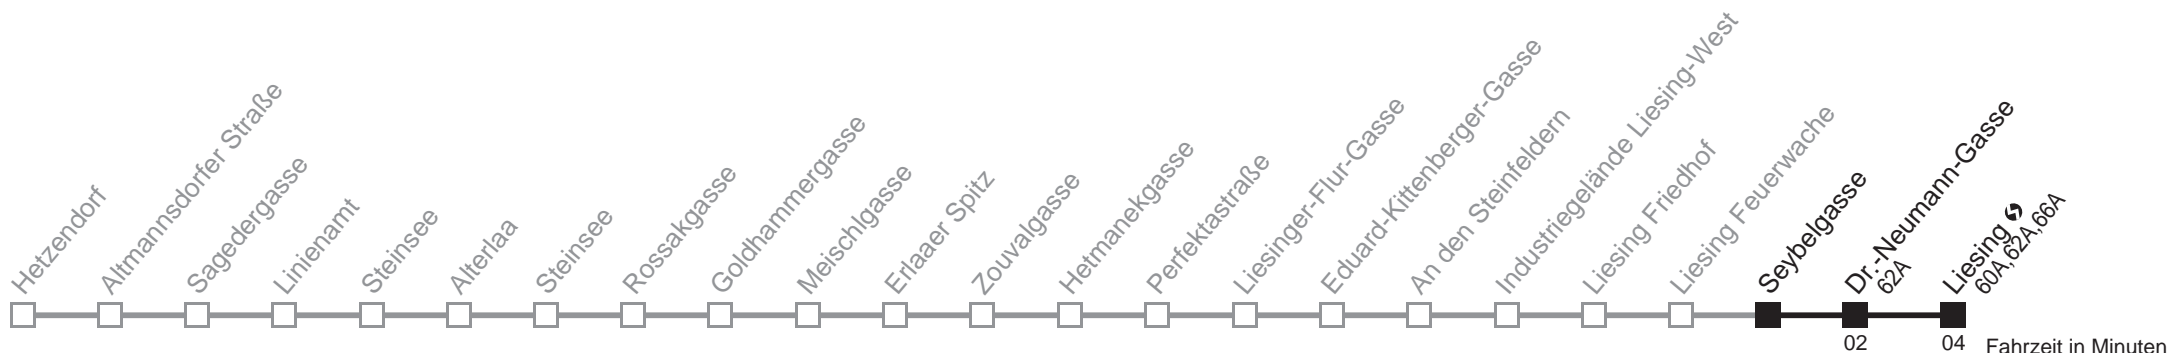 Hetzendorf
Altmannsdorfer Straße
Sagedergasse
Linienamt
Steinsee
Alterlaa
Steinsee
Rossakgasse
Goldhammergasse
Meischlgasse
Erlaaer Spitz
Zouvalgasse
Hetmanekgasse
Perfektastraße
Liesinger-Flur-Gasse
Eduard-Kittenberger-Gasse
An den Steinfeldern
Industriegelände Liesing-West
Liesing Friedhof
Liesing Feuerwache
Seybelgasse
Dr.-Neumann-Gasse
62A
Liesing
60A,62A,66A
02
04
Fahrzeit in Minuten